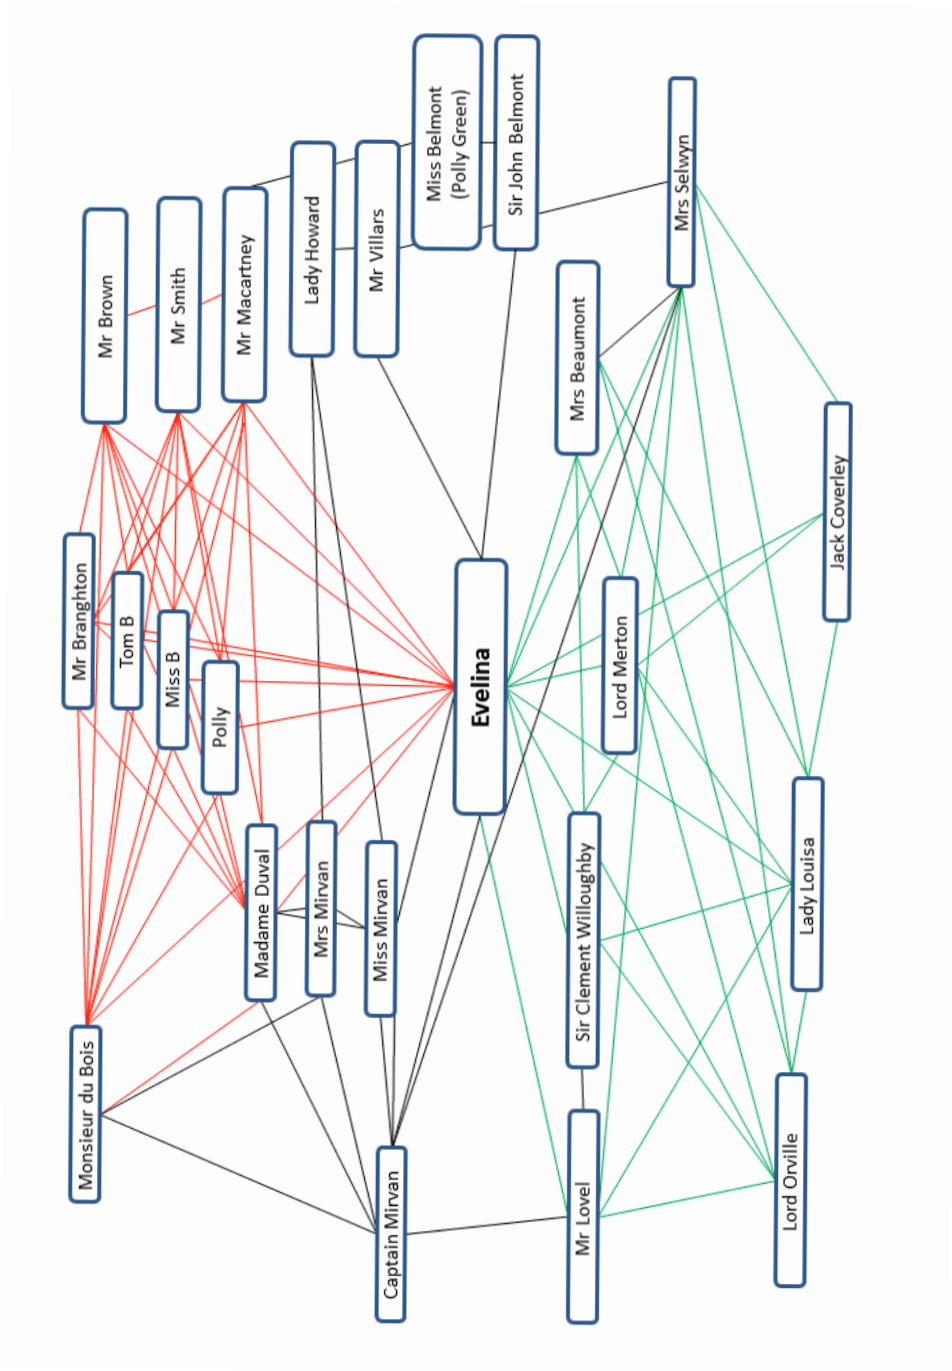 Monsieur du Bois
Mr Branghton
Mr Brown
Tom B
Mr Smith
Miss B
Polly
Mr Macartney
Madame Duval
Mrs Mirvan
Lady Howard
Miss Mirvan
Mr Villars
Captain Mirvan
Miss Belmont
(Polly Green)
Evelina
Sir John Belmont
Mr Lovel
Sir Clement Willoughby
Mrs Beaumont
Lord Merton
Mrs Selwyn
Lord Orville
Lady Louisa
Jack Coverley